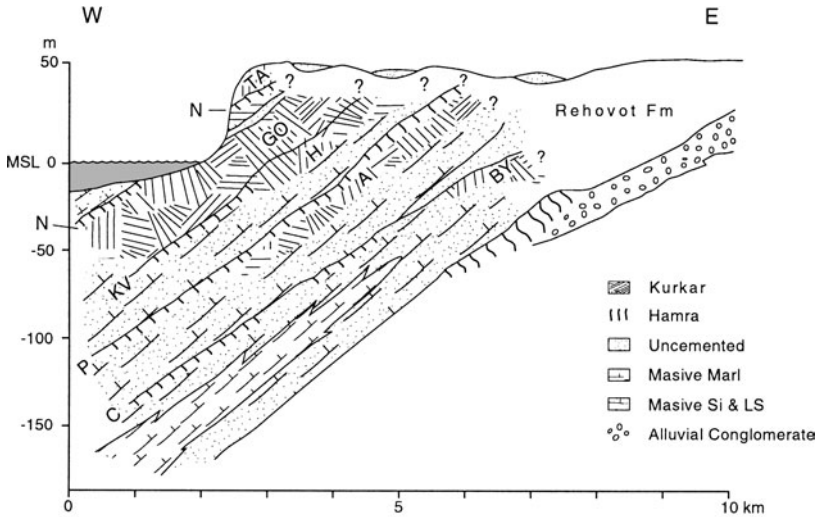 W E
m
50
TA ? ? ? ?
N
? ?
GO
Rehovot Fm
H
MSL 0
A
BY ?
N
-50
KV
Kurkar
Hamra
-100
P
Uncemented
Masive Marl
C
Masive Si & LS
-150
Alluvial Conglomerate
0 5 10 km